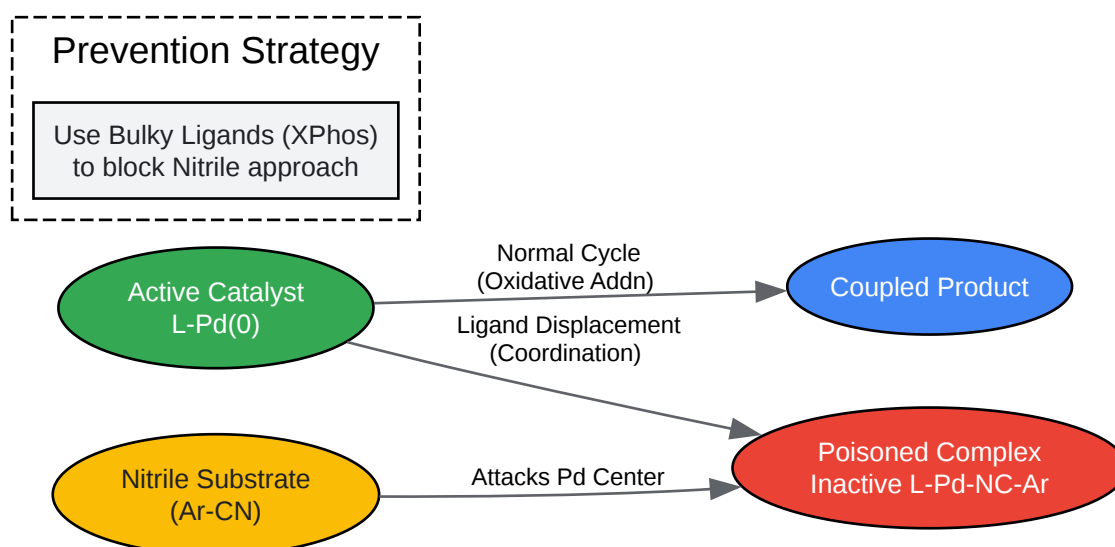 Prevention Strategy
Use Bulky Ligands (XPhos)
to block Nitrile approach
Normal Cycle
(Oxidative Addn)
Active Catalyst
L-Pd(0)
Coupled Product
Ligand Displacement
(Coordination)
Nitrile Substrate
(Ar-CN)
Attacks Pd Center
Poisoned Complex
Inactive L-Pd-NC-Ar